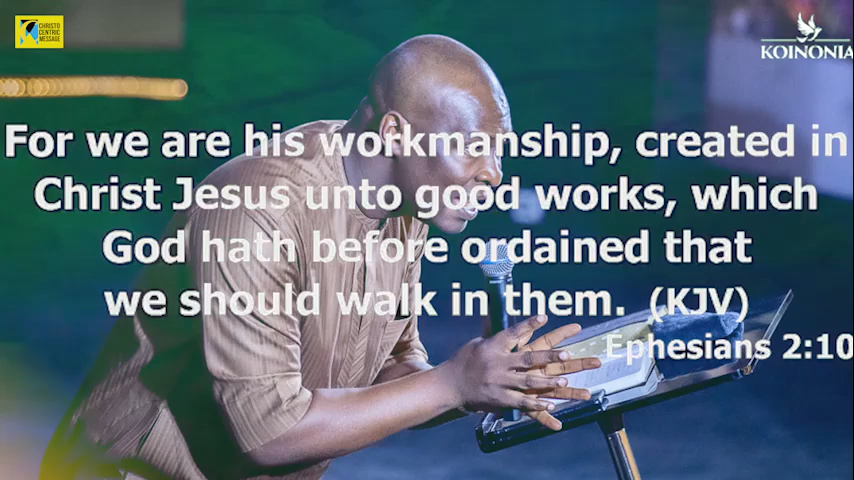 CHRISTO
CENTRIC
MESSAGE
KOINONIA
For we are his workmanship, created in
Christ Jesus unto good works, which
God hath before ordained that
we should walk in them. (KJV)
Ephesians 2:10